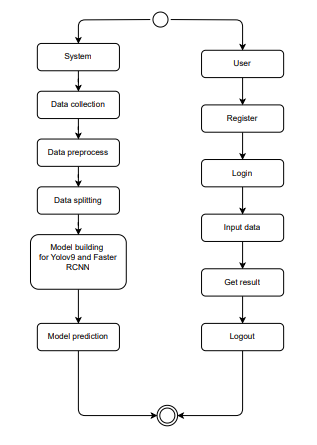 System
Data collection
Data preprocess
Data splitting
Model building
for Yolov9 and Faster
RCNN
Model prediction
User
Register
Login
Input data
Get result
Logout